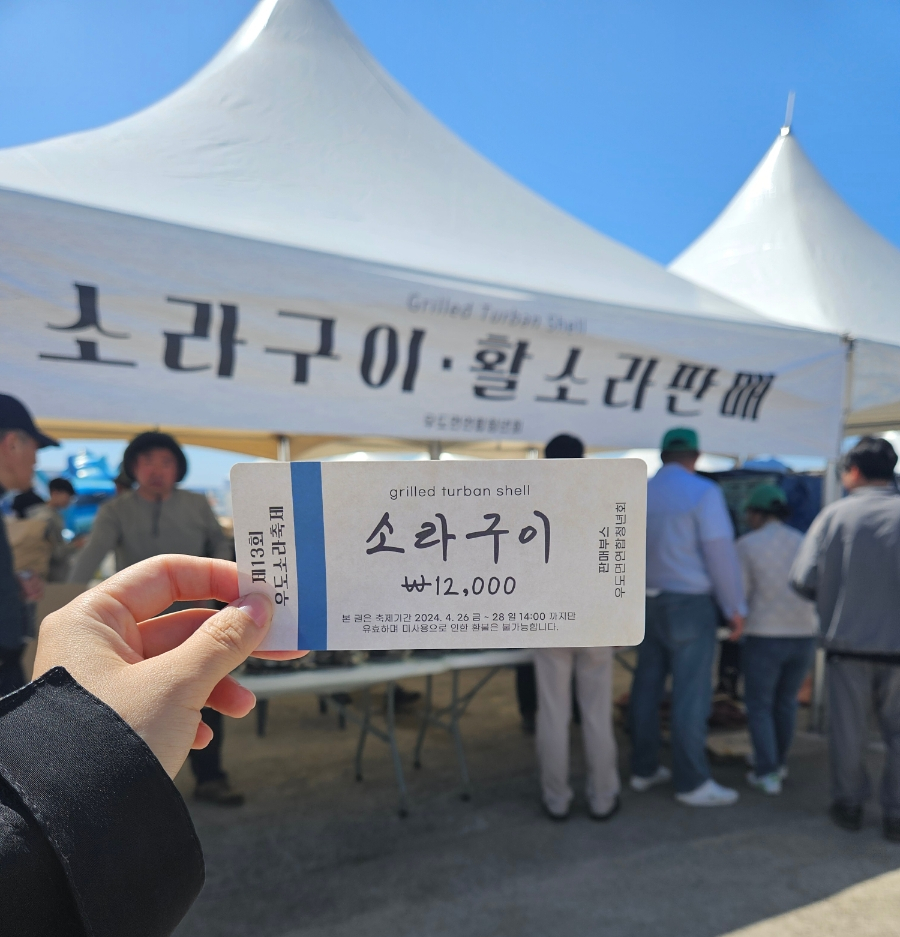 Grilled Turban Shell
소라구이·활소라판매
우도면연합청년회
제13회
우도소라축제
grilled turban shell
소라구이
₩12,000
본 권은 축제기간 2024. 4. 26 금 ~ 28 일 14:00 까지만
유효하며 미사용으로 인한 환불은 불가능합니다.
판매부스
우도면연합청년회